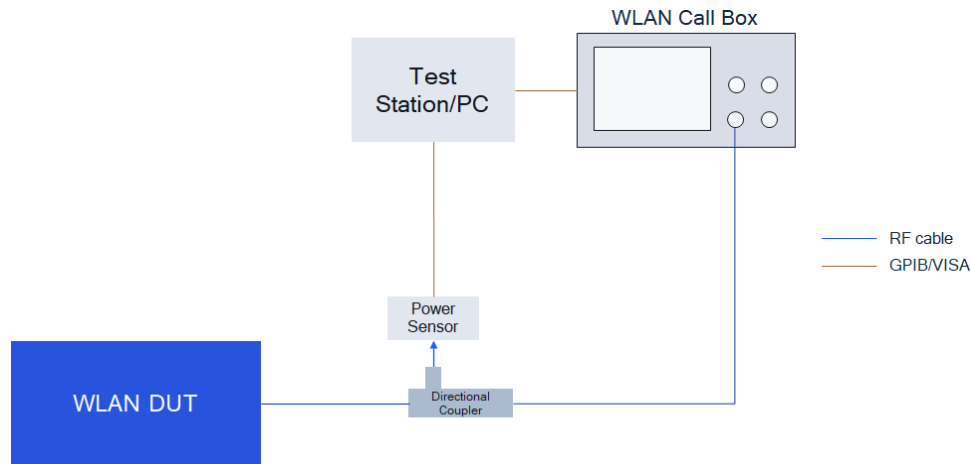 WLAN Call Box
Test
Station/PC
RF cable
GPIB/VISA
Power
Sensor
WLAN DUT
Directional
Coupler